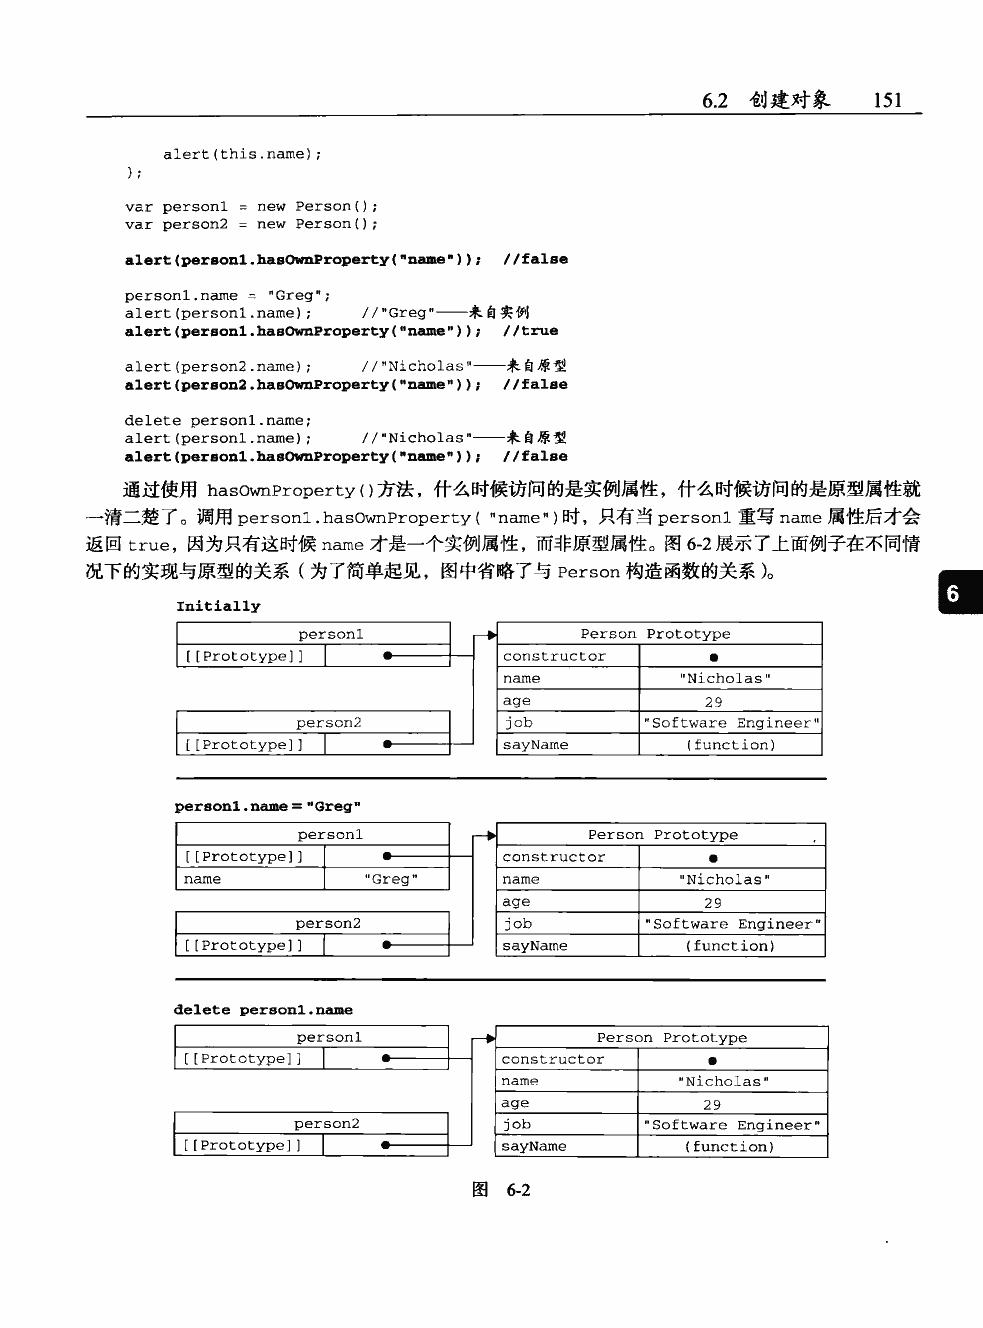 6.2 创建对象 151
alert(this.name);
};
var person1 = new Person();
var person2 = new Person();
alert(person1.hasOwnProperty("name")); //false
person1.name = "Greg";
alert(person1.name); //"Greg"——来自实例
alert(person1.hasOwnProperty("name")); //true
alert(person2.name); //"Nicholas"——来自原型
alert(person2.hasOwnProperty("name")); //false
delete person1.name;
alert(person1.name); //"Nicholas"——来自原型
alert(person1.hasOwnProperty("name")); //false
通过使用 hasOwnProperty()方法，什么时候访问的是实例属性，什么时候访问的是原型属性就
一清二楚了。调用 person1.hasOwnProperty( "name")时，只有当 person1 重写 name 属性后才会
返回 true，因为只有这时候 name 才是一个实例属性，而非原型属性。图 6-2 展示了上面例子在不同情
况下的实现与原型的关系（为了简单起见，图中省略了与 Person 构造函数的关系）。
6
Initially
person1 Person Prototype
[[Prototype]] constructor
name "Nicholas"
age 29
person2 job "Software Engineer"
[[Prototype]] sayName (function)
person1.name = "Greg"
person1 Person Prototype
[[Prototype]] constructor
name "Greg" name "Nicholas"
age 29
person2 job "Software Engineer"
[[Prototype]] sayName (function)
delete person1.name
person1 Person Prototype
[[Prototype]] constructor
name "Nicholas"
age 29
person2 job "Software Engineer"
[[Prototype]] sayName (function)
图 6-2